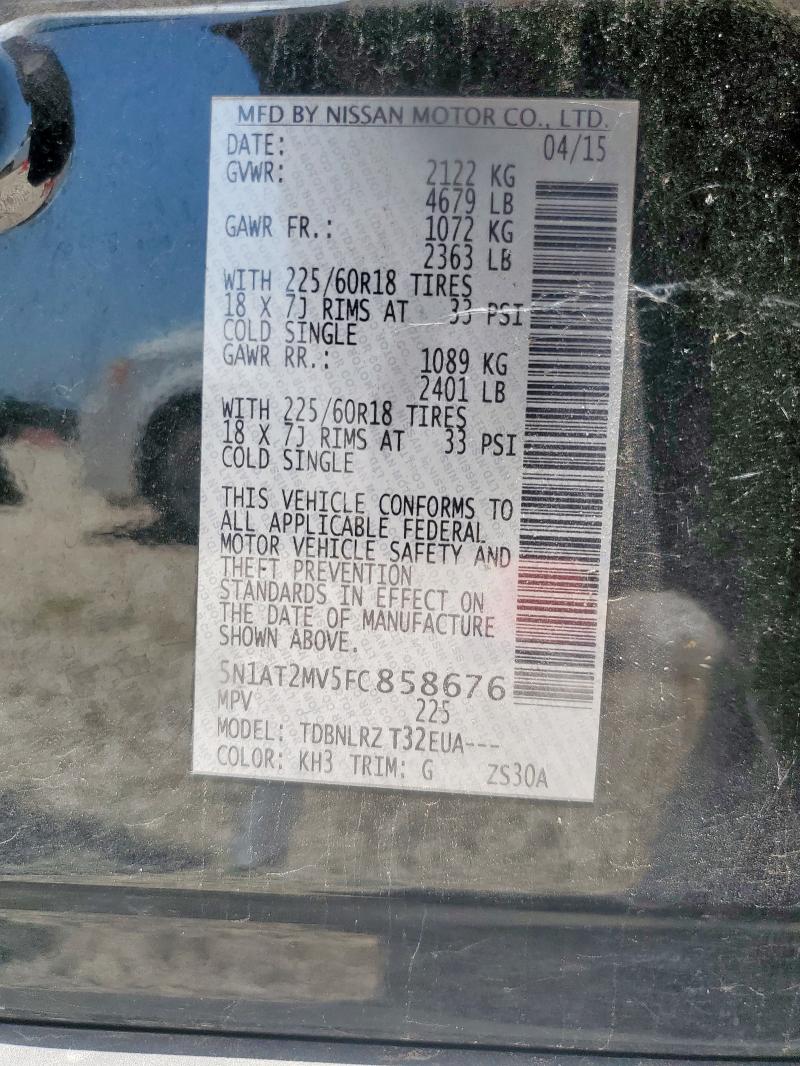 MFD BY NISSAN MOTOR CO., LTD.
DATE: 04/15
GVWR: 2122 KG
4679 LB
GAWR FR.: 1072 KG
2363 LB
WITH 225/60R18 TIRES
18 X 7J RIMS AT 33 PSI
COLD SINGLE
GAWR RR.: 1089 KG
2401 LB
WITH 225/60R18 TIRES
18 X 7J RIMS AT 33 PSI
COLD SINGLE
THIS VEHICLE CONFORMS TO
ALL APPLICABLE FEDERAL
MOTOR VEHICLE SAFETY AND
THEFT PREVENTION
STANDARDS IN EFFECT ON
THE DATE OF MANUFACTURE
SHOWN ABOVE.
5N1AT2MV5FC858676
MPV 225
MODEL: TDBNLRZ T32EUA---
COLOR: KH3 TRIM: G ZS30A